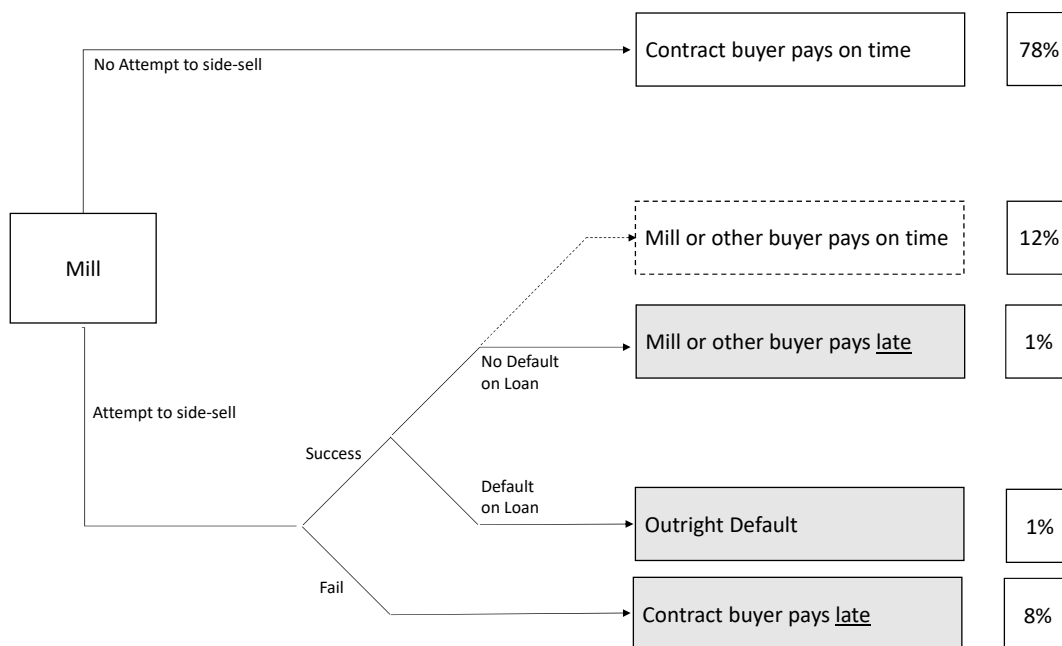 Contract buyer pays on time
78%
No Attempt to side-sell
Mill or other buyer pays on time
12%
Mill
Mill or other buyer pays late
1%
No Default
on Loan
Attempt to side-sell
Success
Default
on Loan
Outright Default
1%
Fail
Contract buyer pays late
8%